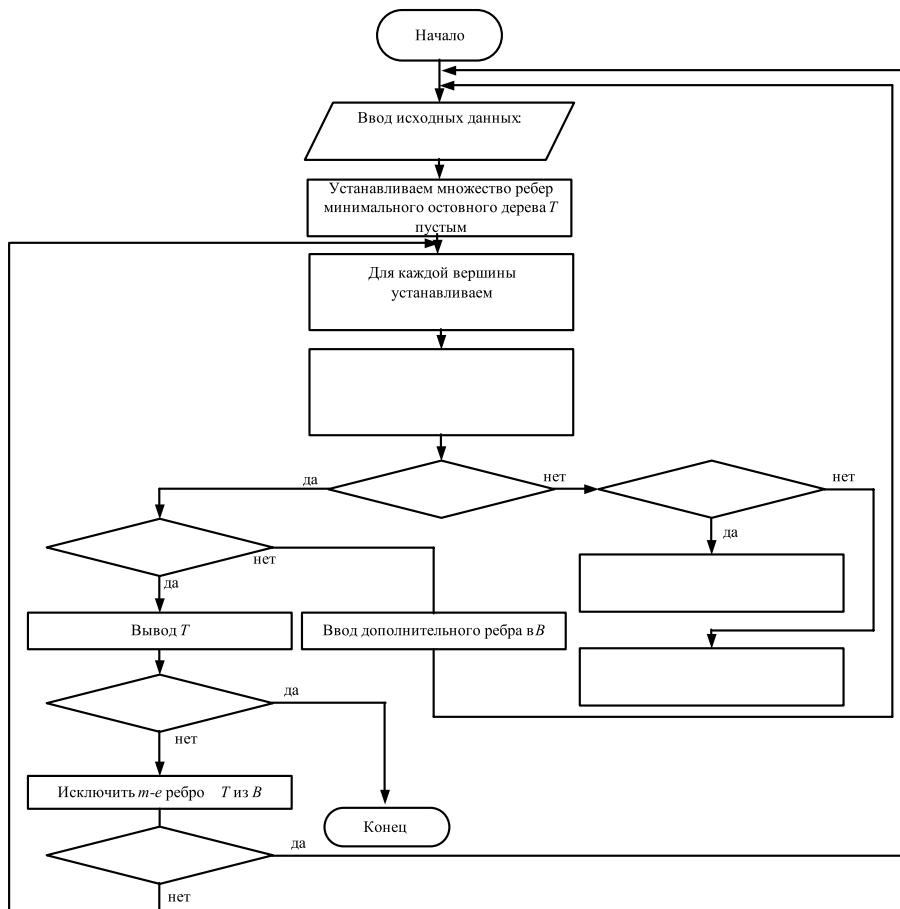 Начало
Ввод исходных данных:
Устанавливаем множество ребер
минимального остовного дерева T
пустым
Для каждой вершины
устанавливаем
да
нет
нет
нет
да
да
Вывод T
Ввод дополнительного ребра в B
да
нет
Исключить m-е ребро T из B
Конец
да
нет